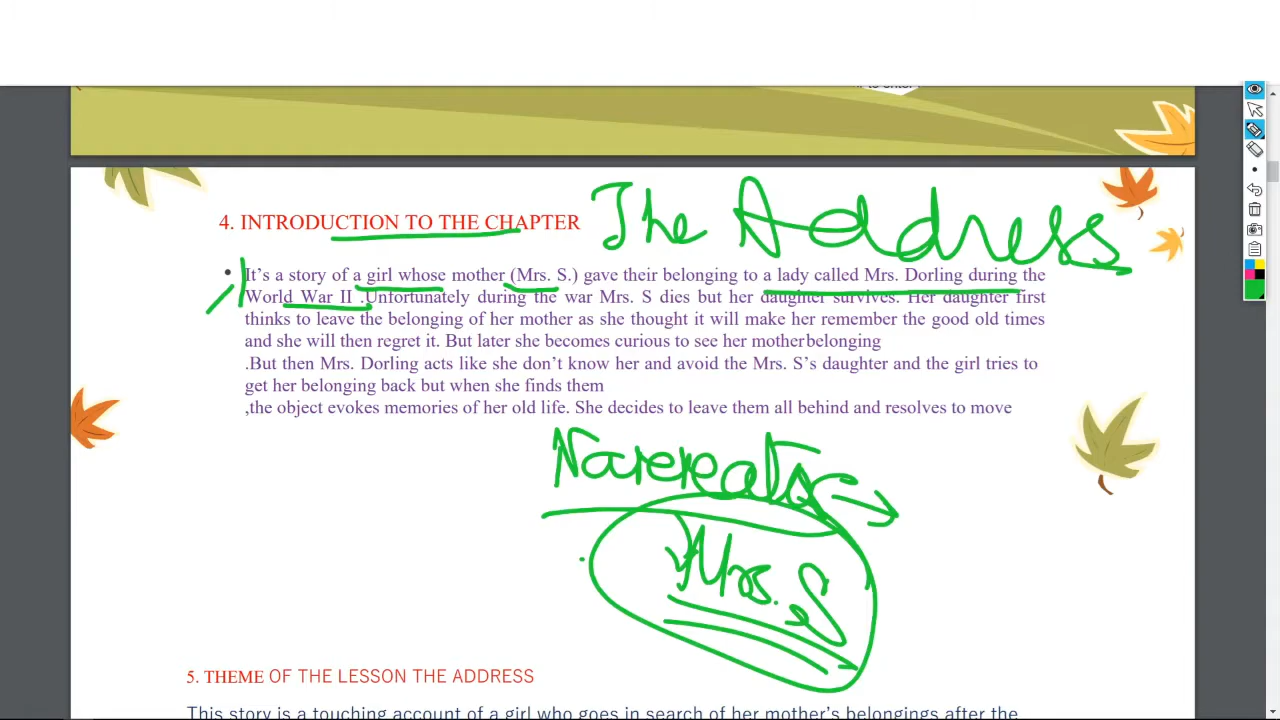 to enter
4. INTRODUCTION TO THE CHAPTER
The Address
• It's a story of a girl whose mother (Mrs. S.) gave their belonging to a lady called Mrs. Dorling during the
World War II .Unfortunately during the war Mrs. S dies but her daughter survives. Her daughter first
thinks to leave the belonging of her mother as she thought it will make her remember the good old times
and she will then regret it. But later she becomes curious to see her motherbelonging
.But then Mrs. Dorling acts like she don't know her and avoid the Mrs. S's daughter and the girl tries to
get her belonging back but when she finds them
,the object evokes memories of her old life. She decides to leave them all behind and resolves to move
Mrs. S
5. THEME OF THE LESSON THE ADDRESS
This story is a touching account of a girl who goes in search of her mother's belongings after the